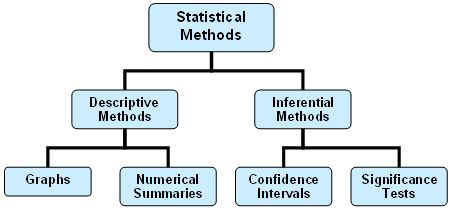 Statistical
Methods
Descriptive
Methods
Inferential
Methods
Graphs
Numerical
Summaries
Confidence
Intervals
Significance
Tests